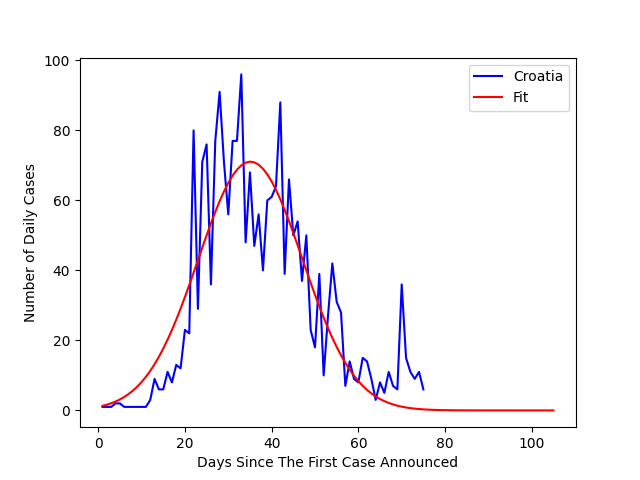 Croatia
Fit
100
80
60
40
20
0
Number of Daily Cases
0 20 40 60 80 100
Days Since The First Case Announced